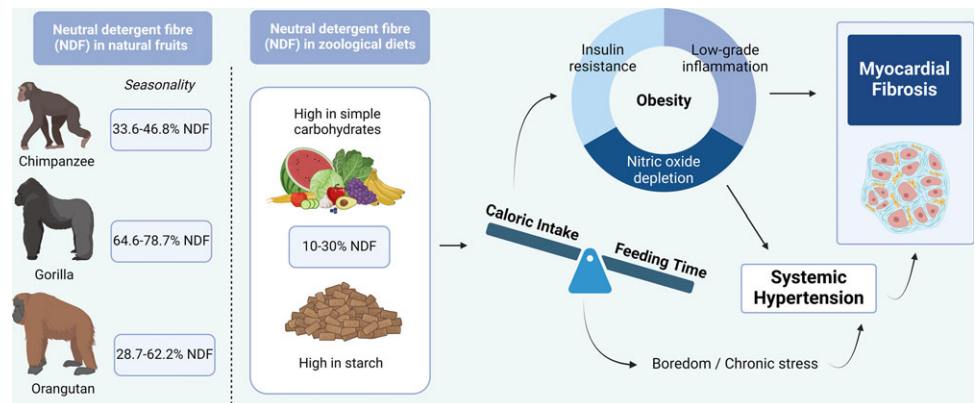 Neutral detergent fibre
(NDF) in natural fruits
Seasonality
33.6-46.8% NDF
Chimpanzee
64.6-78.7% NDF
Gorilla
28.7-62.2% NDF
Orangutan
Neutral detergent fibre
(NDF) in zoological diets
High in simple
carbohydrates
10-30% NDF
High in starch
Caloric Intake
Feeding Time
Insulin
resistance
Low-grade
inflammation
Obesity
Nitric oxide
depletion
Boredom / Chronic stress
Systemic
Hypertension
Myocardial
Fibrosis